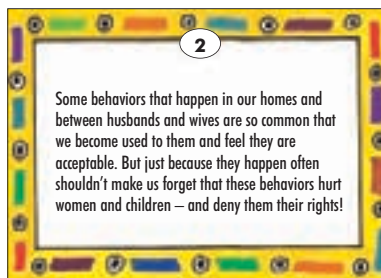 2
Some behaviors that happen in our homes and
between husbands and wives are so common that
we become used to them and feel they are
acceptable. But just because they happen often
shouldn't make us forget that these behaviors hurt
women and children – and deny them their rights!